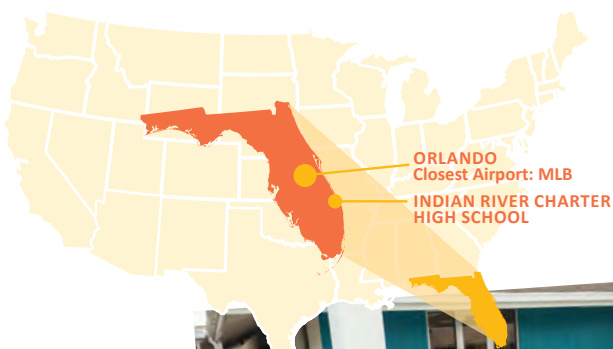 ORLANDO
Closest Airport: MLB
INDIAN RIVER CHARTER
HIGH SCHOOL